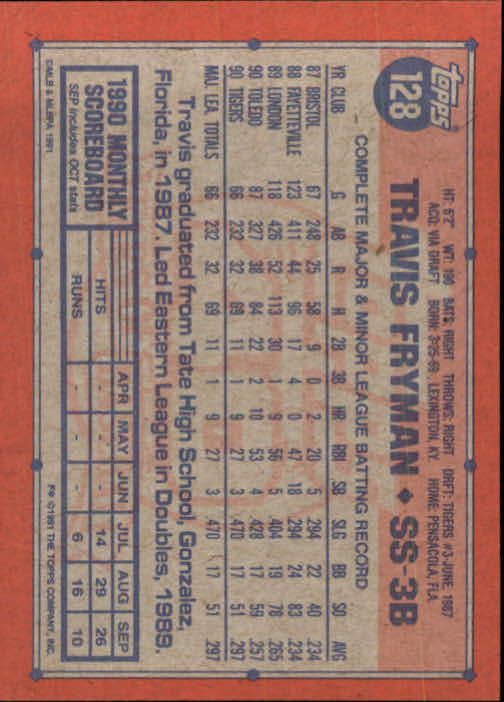 topps
128
TRAVIS FRYMAN ♦ SS-3B
HT: 6'2" WT: 190 BATS: RIGHT THROWS: RIGHT DRFT: TIGERS #3-JUNE, 1987
ACQ: VIA DRAFT BORN: 3-25-69, LEXINGTON, KY. HOME: PENSACOLA, FLA.
COMPLETE MAJOR & MINOR LEAGUE BATTING RECORD
YR CLUB G AB R H 2B 3B HR RBI SB SLG BB SO AVG
87 BRISTOL 67 248 25 58 9 0 2 20 5 .294 22 40 .234
88 FAYETTEVILLE 123 411 44 96 17 4 0 47 18 .294 24 83 .234
89 LONDON 118 426 52 113 30 1 9 56 5 .404 19 78 .265
90 TOLEDO 87 327 38 84 22 2 10 53 4 .428 17 59 .257
90 TIGERS 66 232 32 69 11 1 9 27 3 .470 17 51 .297
MAJ. LEA. TOTALS 66 232 32 69 11 1 9 27 3 .470 17 51 .297
Travis graduated from Tate High School, Gonzalez,
Florida, in 1987. Led Eastern League in Doubles, 1989.
1990 MONTHLY
SCOREBOARD
SEP includes OCT stats
APR MAY JUN JUL AUG SEP
HITS - - - 14 29 26
RUNS - - - 6 16 10
©MLB & MLBPA 1991
F* ©1991 THE TOPPS COMPANY, INC.